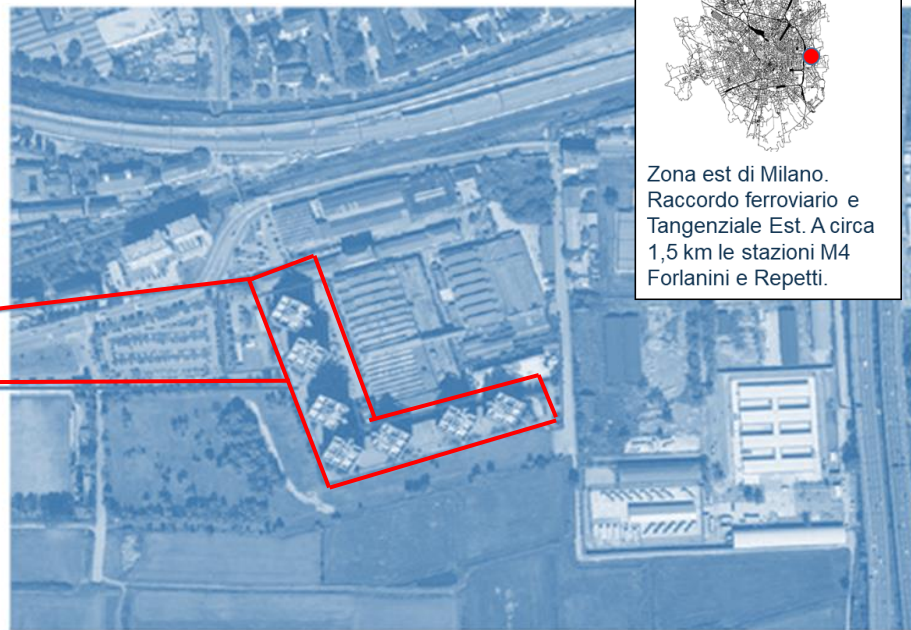 Zona est di Milano.
Raccordo ferroviario e
Tangenziale Est. A circa
1,5 km le stazioni M4
Forlanini e Repetti.